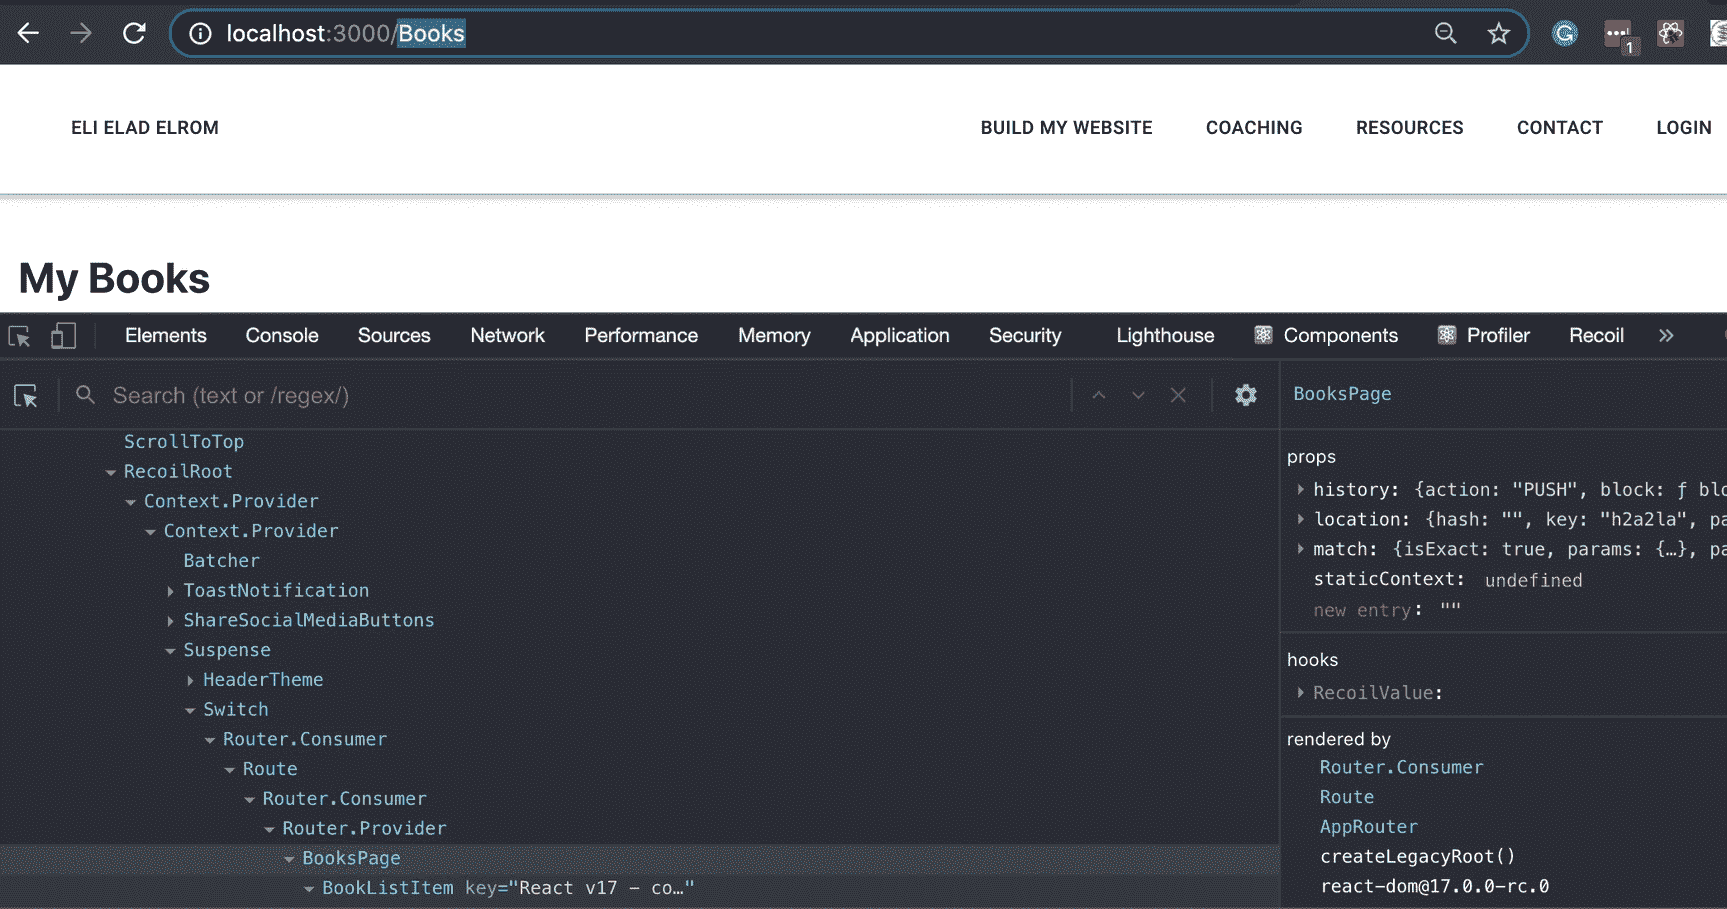 localhost:3000/Books
1
ELI ELAD ELROM BUILD MY WEBSITE COACHING RESOURCES CONTACT LOGIN
My Books
Elements Console Sources Network Performance Memory Application Security Lighthouse Components Profiler Recoil »
Search (text or /regex/)
ScrollToTop
RecoilRoot
Context.Provider
Context.Provider
Batcher
ToastNotification
ShareSocialMediaButtons
Suspense
HeaderTheme
Switch
Router.Consumer
Route
Router.Consumer
Router.Provider
BooksPage
BookListItem key="React v17 - co…"
BooksPage
props
history: {action: "PUSH", block: ƒ blo
location: {hash: "", key: "h2a2la", pa
match: {isExact: true, params: {…}, pa
staticContext: undefined
new entry: ""
hooks
RecoilValue:
rendered by
Router.Consumer
Route
AppRouter
createLegacyRoot()
react-dom@17.0.0-rc.0